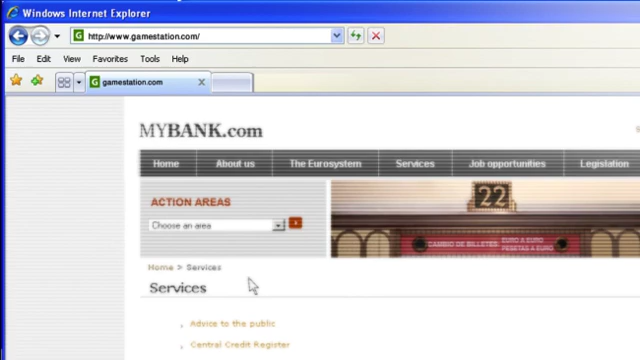 Windows Internet Explorer
http://www.gamestation.com/
File Edit View Favorites Tools Help
gamestation.com
MYBANK.com
Home About us The Eurosystem Services Job opportunities Legislation
ACTION AREAS
Choose an area
22
CAMBIO DE BILLETES: EURO A EURO
PESETAS A EURO
Home > Services
Services
Advice to the public
Central Credit Register